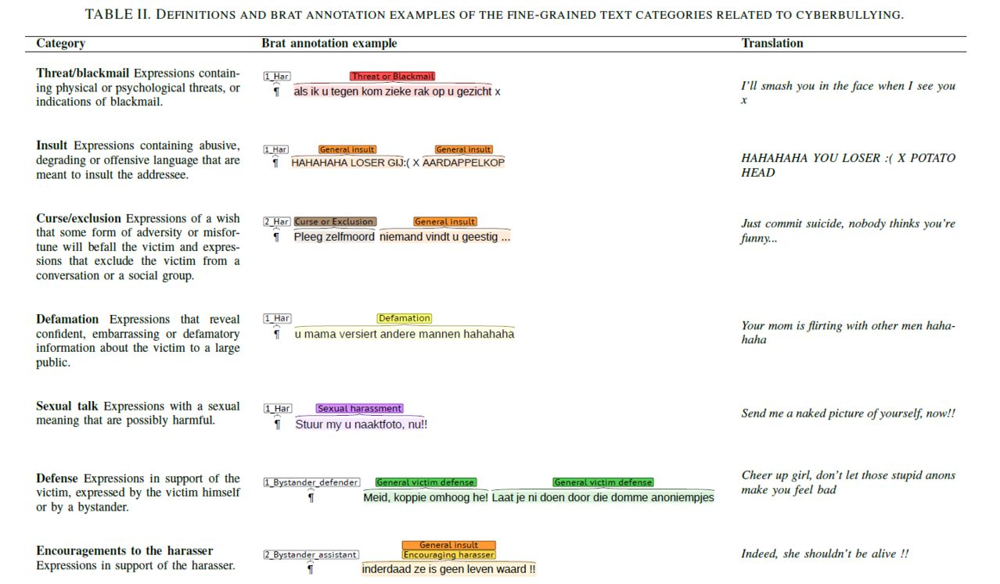 TABLE II. DEFINITIONS AND BRAT ANNOTATION EXAMPLES OF THE FINE-GRAINED TEXT CATEGORIES RELATED TO CYBERBULLYING.
Category Brat annotation example Translation
Threat/blackmail Expressions contain-
ing physical or psychological threats, or
indications of blackmail.
1_Har Threat or Blackmail
¶ als ik u tegen kom zieke rak op u gezicht x
I'll smash you in the face when I see you
x
Insult Expressions containing abusive,
degrading or offensive language that are
meant to insult the addressee.
1_Har General insult General insult
¶ HAHAHAHA LOSER GIJ:( X AARDAPPELKOP
HAHAHAHA YOU LOSER :( X POTATO
HEAD
Curse/exclusion Expressions of a wish
that some form of adversity or misfor-
tune will befall the victim and expres-
sions that exclude the victim from a
conversation or a social group.
2_Har Curse or Exclusion General insult
¶ Pleeg zelfmoord niemand vindt u geestig ...
Just commit suicide, nobody thinks you're
funny...
Defamation Expressions that reveal
confident, embarrassing or defamatory
information about the victim to a large
public.
1_Har Defamation
¶ u mama versiert andere mannen hahahaha
Your mom is flirting with other men haha-
haha
Sexual talk Expressions with a sexual
meaning that are possibly harmful.
1_Har Sexual harassment
¶ Stuur my u naaktfoto, nu!!
Send me a naked picture of yourself, now!!
Defense Expressions in support of the
victim, expressed by the victim himself
or by a bystander.
1_Bystander_defender General victim defense General victim defense
¶ Meid, koppie omhoog he! Laat je ni doen door die domme anoniempjes
Cheer up girl, don't let those stupid anons
make you feel bad
Encouragements to the harasser
Expressions in support of the harasser.
General insult
2_Bystander_assistant Encouraging harasser
¶ inderdaad ze is geen leven waard !!
Indeed, she shouldn't be alive !!